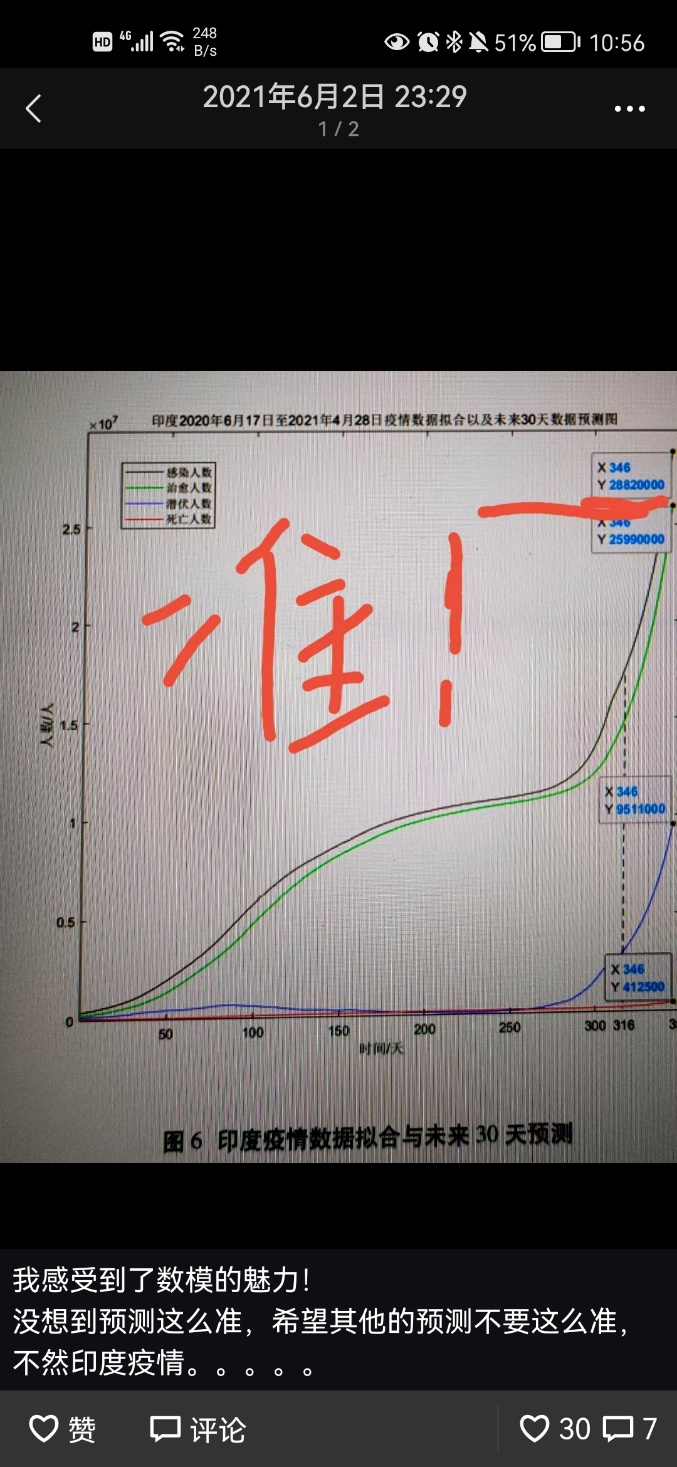 HD 4G 248 B/s 51% 10:56
2021年6月2日 23:29
1 / 2
×10⁷ 印度2020年6月17日至2021年4月28日疫情数据拟合以及未来30天数据预测图
感染人数
治愈人数
潜伏人数
死亡人数
X 346
Y 28820000
X 346
Y 25990000
准!
2.5
2
1.5
1
0.5
0
人数/人
X 346
Y 9511000
X 346
Y 412500
50 100 150 200 250 300 316
时间/天
图 6 印度疫情数据拟合与未来 30 天预测
我感受到了数模的魅力！
没想到预测这么准，希望其他的预测不要这么准，
不然印度疫情。。。。。
赞 评论 30 7